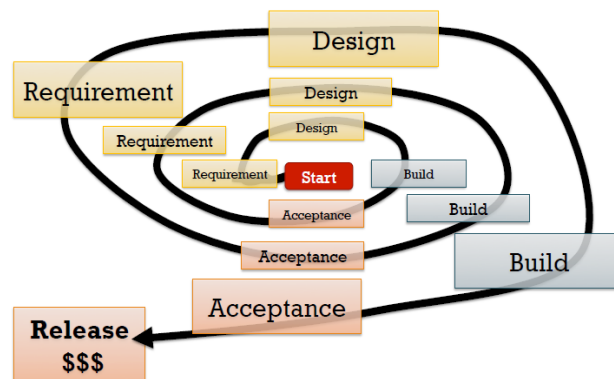 Design
Requirement
Design
Requirement
Design
Requirement
Start
Build
Acceptance
Build
Acceptance
Build
Acceptance
Release
$$$